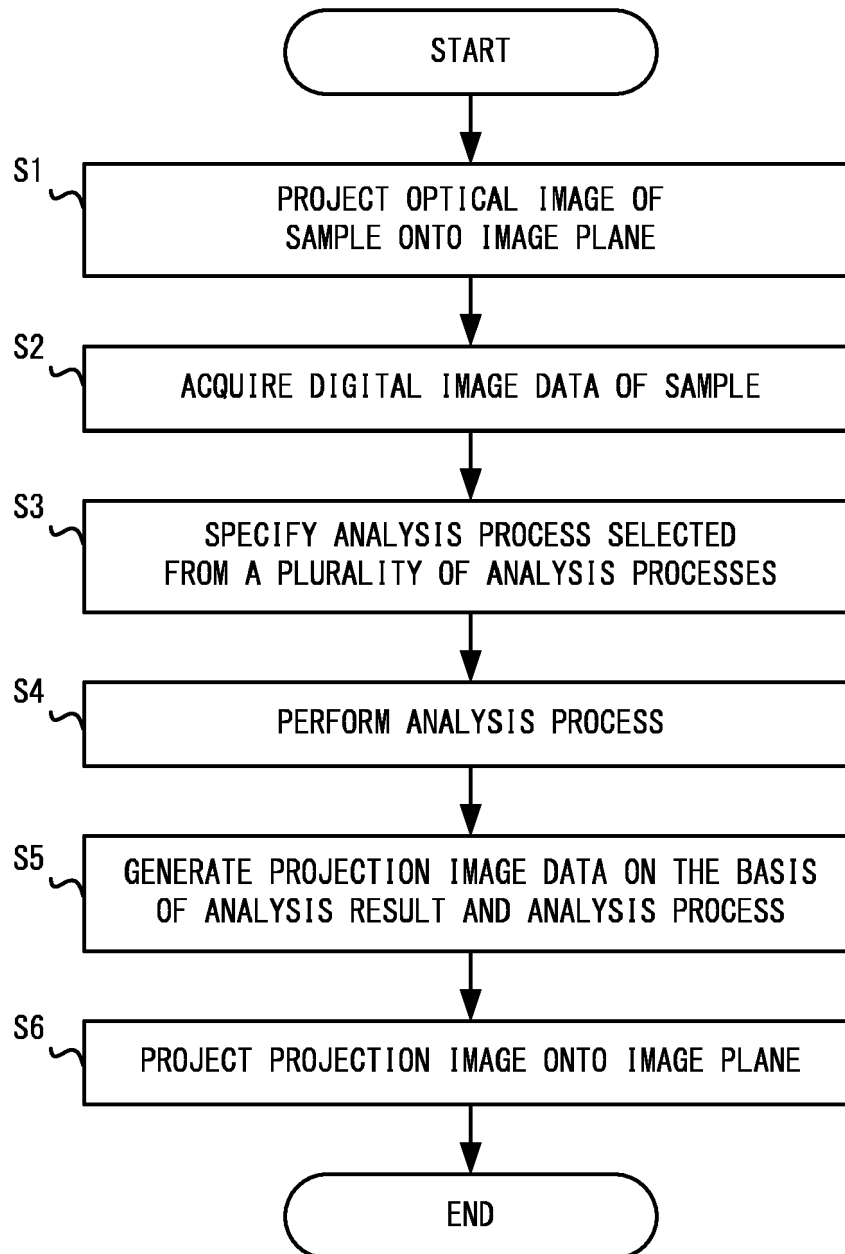 START
S1
PROJECT OPTICAL IMAGE OF
SAMPLE ONTO IMAGE PLANE
S2
ACQUIRE DIGITAL IMAGE DATA OF SAMPLE
S3
SPECIFY ANALYSIS PROCESS SELECTED
FROM A PLURALITY OF ANALYSIS PROCESSES
S4
PERFORM ANALYSIS PROCESS
S5
GENERATE PROJECTION IMAGE DATA ON THE BASIS
OF ANALYSIS RESULT AND ANALYSIS PROCESS
S6
PROJECT PROJECTION IMAGE ONTO IMAGE PLANE
END